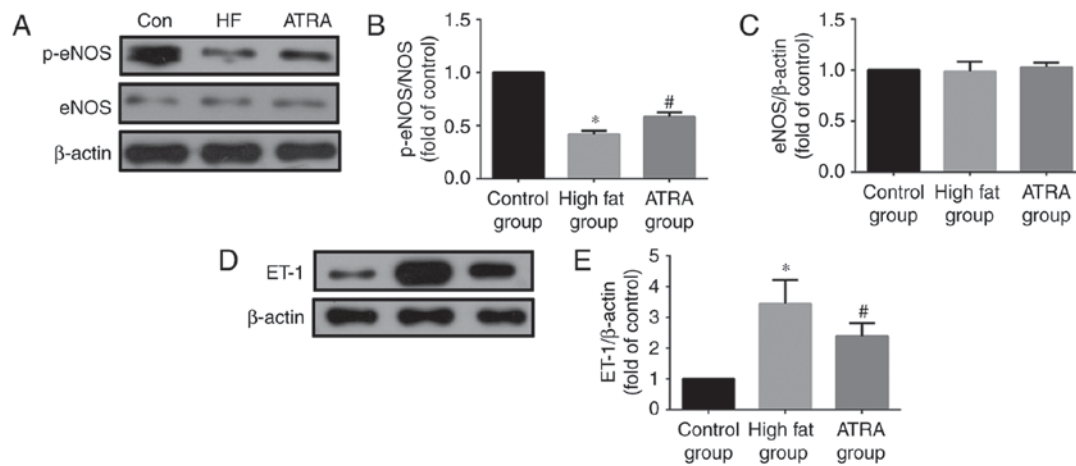 A
Con HF ATRA
p-eNOS
eNOS
β-actin
B
p-eNOS/NOS
(fold of control)
1.5
1.0
0.5
0.0
*
#
Control
group
High fat
group
ATRA
group
C
eNOS/β-actin
(fold of control)
1.5
1.0
0.5
0.0
Control
group
High fat
group
ATRA
group
D
ET-1
β-actin
E
ET-1/β-actin
(fold of control)
5
4
3
2
1
0
*
#
Control
group
High fat
group
ATRA
group